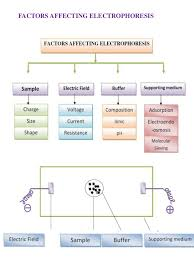 FACTORS AFFECTING ELECTROPHORESIS
FACTORS AFFECTING ELECTROPHORESIS
Sample
Electric Field
Buffer
Supporting medium
Charge
Size
Shape
Voltage
Current
Resistance
Composition
Ionic
pH
Adsorption
Electroendo
-osmosis
Molecular
Sieving
Electric Field
Sample
Buffer
Supporting medium